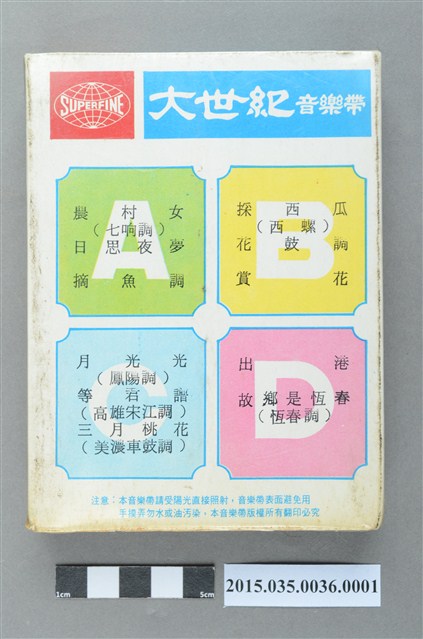 SUPERFINE
大世紀音樂帶
A
農村女
(七响調)
日思夜夢
摘魚調
B
採西瓜
(西螺)
花鼓調
賞花
C
月光光
(鳳陽調)
等君譜
(高雄宋江調)
三月桃花
(美濃車鼓調)
D
出港
故鄉是恆春
(恆春調)
注意：本音樂帶請受陽光直接照射，音樂帶表面避免用
手摸弄勿水或油污染，本音樂帶版權所有翻印必究
1cm
5cm
2015.035.0036.0001